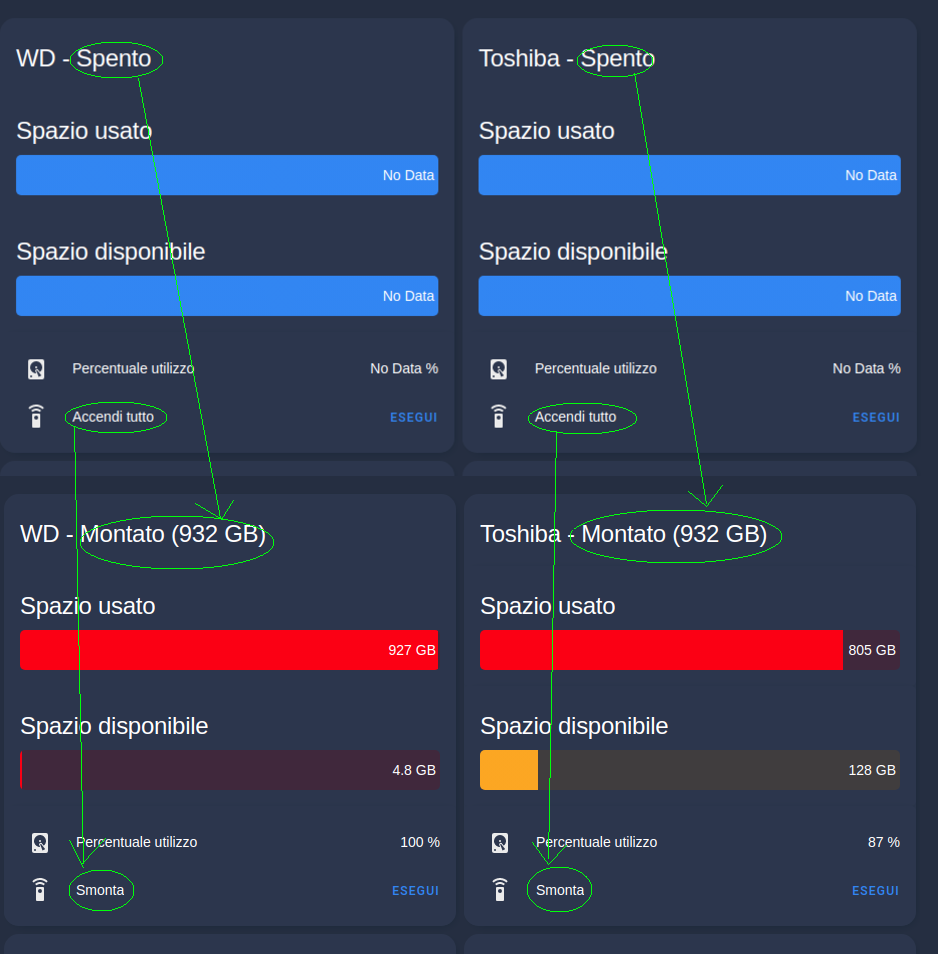 WD - Spento
Spazio usato
No Data
Spazio disponibile
No Data
Percentuale utilizzo No Data %
Accendi tutto ESEGUI
Toshiba - Spento
Spazio usato
No Data
Spazio disponibile
No Data
Percentuale utilizzo No Data %
Accendi tutto ESEGUI
WD - Montato (932 GB)
Spazio usato
927 GB
Spazio disponibile
4.8 GB
Percentuale utilizzo 100 %
Smonta ESEGUI
Toshiba - Montato (932 GB)
Spazio usato
805 GB
Spazio disponibile
128 GB
Percentuale utilizzo 87 %
Smonta ESEGUI